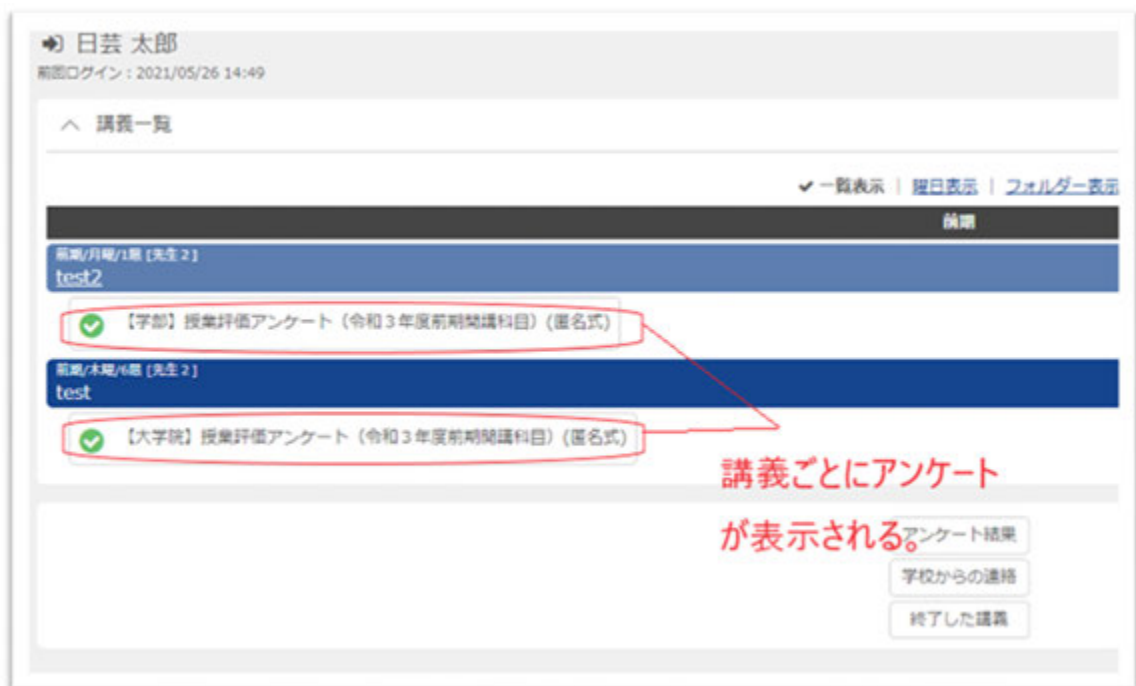 日芸 太郎
前回ログイン：2021/05/26 14:49
講義一覧
一覧表示 | 曜日表示 | フォルダー表示
前期
前期/月曜/1限 [先生２]
test2
【学部】授業評価アンケート（令和３年度前期開講科目）(匿名式)
前期/木曜/6限 [先生２]
test
【大学院】授業評価アンケート（令和３年度前期開講科目）(匿名式)
講義ごとにアンケート
が表示される。
アンケート結果
学校からの連絡
終了した講義